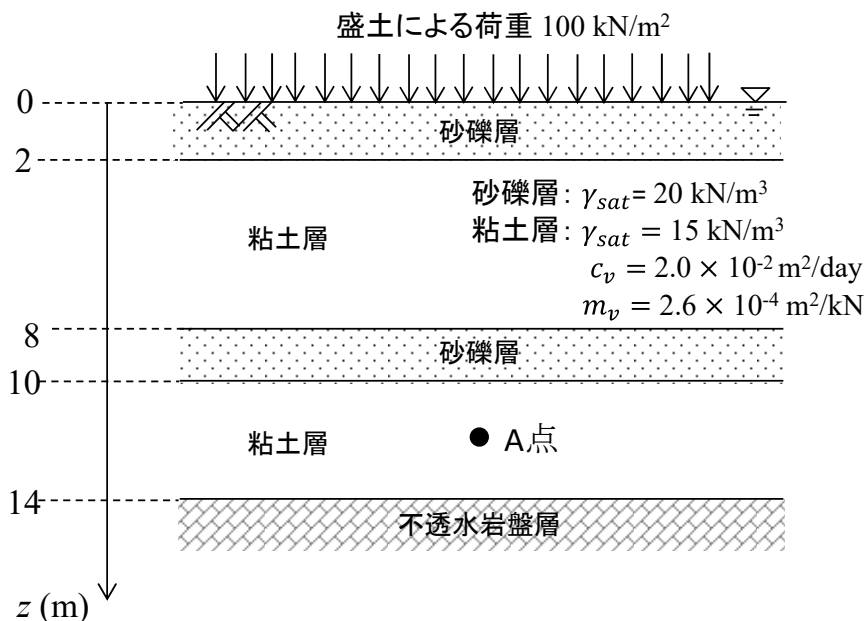 盛土による荷重 100 kN/m²
0
砂礫層
2
砂礫層: γsat= 20 kN/m³
粘土層
粘土層: γsat = 15 kN/m³
cv = 2.0 × 10⁻² m²/day
mv = 2.6 × 10⁻⁴ m²/kN
8
砂礫層
10
粘土層
A点
14
不透水岩盤層
z (m)